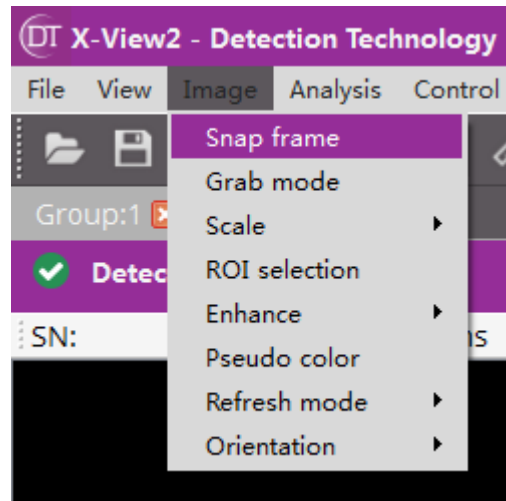 DT X-View2 - Detection Technology
File View Image Analysis Control
Snap frame
Grab mode
Scale
ROI selection
Enhance
Pseudo color
Refresh mode
Orientation
Group:1
Detec
SN: